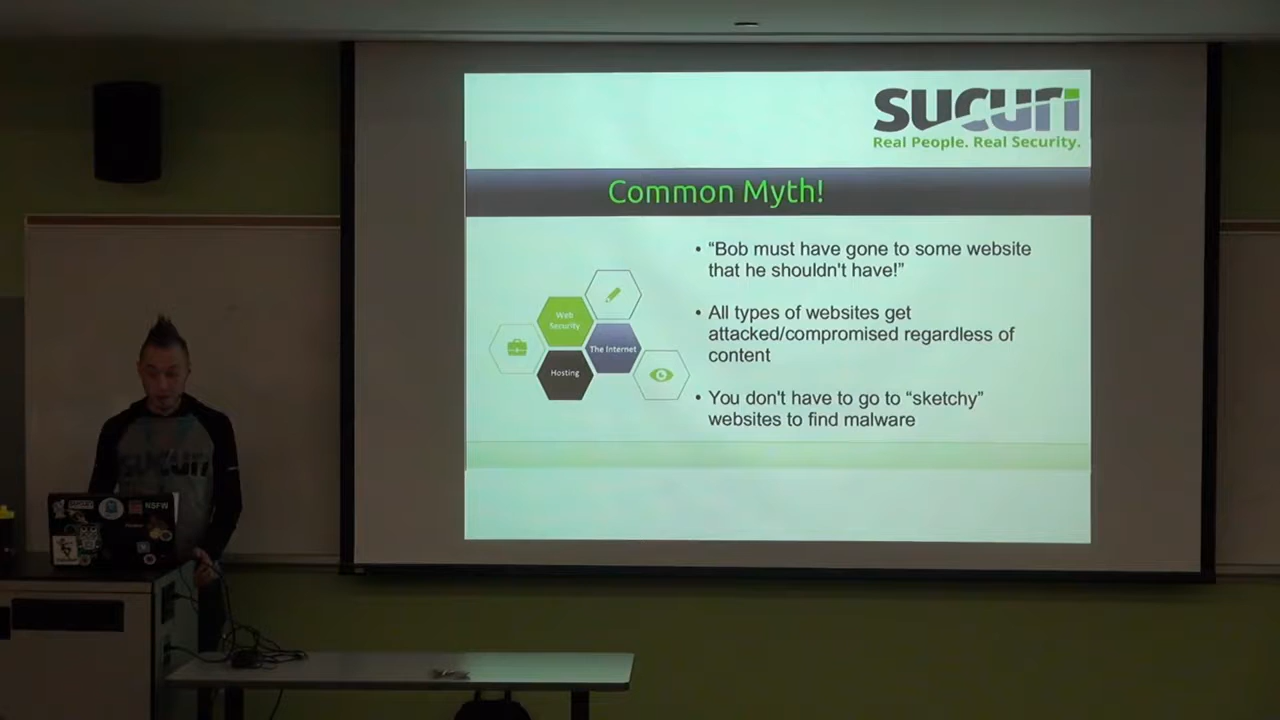 sucuri
Real People. Real Security.
Common Myth!
• “Bob must have gone to some website
that he shouldn't have!”
• All types of websites get
attacked/compromised regardless of
content
• You don't have to go to “sketchy”
websites to find malware
Web
Security
The Internet
Hosting
SUCURI
NSFW